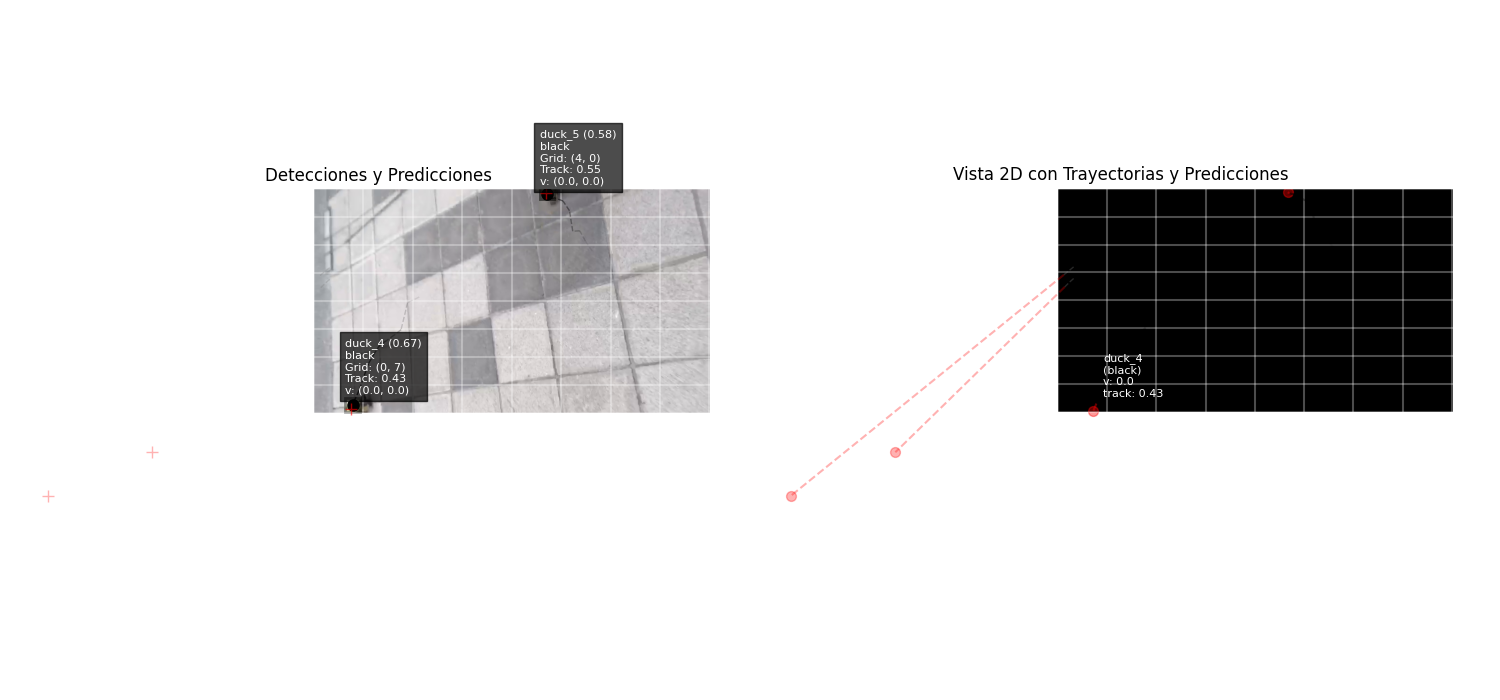 Detecciones y Predicciones
duck_5 (0.58)
black
Grid: (4, 0)
Track: 0.55
v: (0.0, 0.0)
duck_4 (0.67)
black
Grid: (0, 7)
Track: 0.43
v: (0.0, 0.0)
Vista 2D con Trayectorias y Predicciones
duck_4
(black)
v: 0.0
track: 0.43